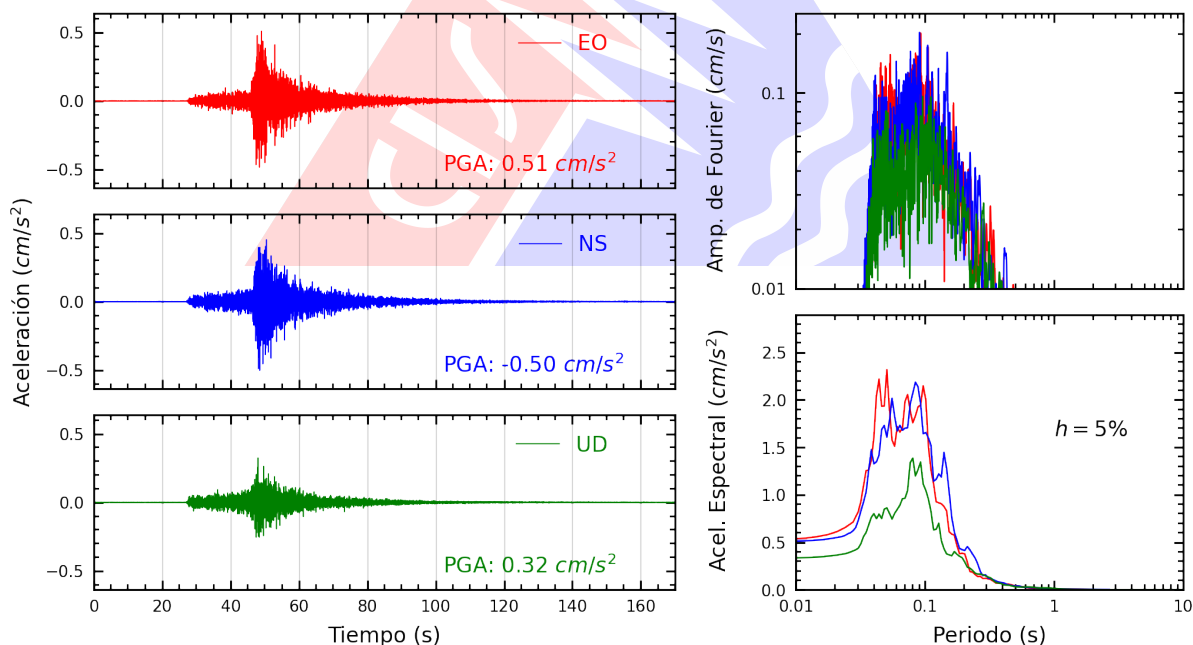 Aceleración (cm/s²)
0.5
0.0
−0.5
EO
PGA: 0.51 cm/s²
0.5
0.0
−0.5
NS
PGA: -0.50 cm/s²
0.5
0.0
−0.5
UD
PGA: 0.32 cm/s²
0 20 40 60 80 100 120 140 160
Tiempo (s)
Amp. de Fourier (cm/s)
0.1
0.01
Acel. Espectral (cm/s²)
2.5
2.0
1.5
1.0
0.5
0.0
h = 5%
0.01 0.1 1 10
Periodo (s)